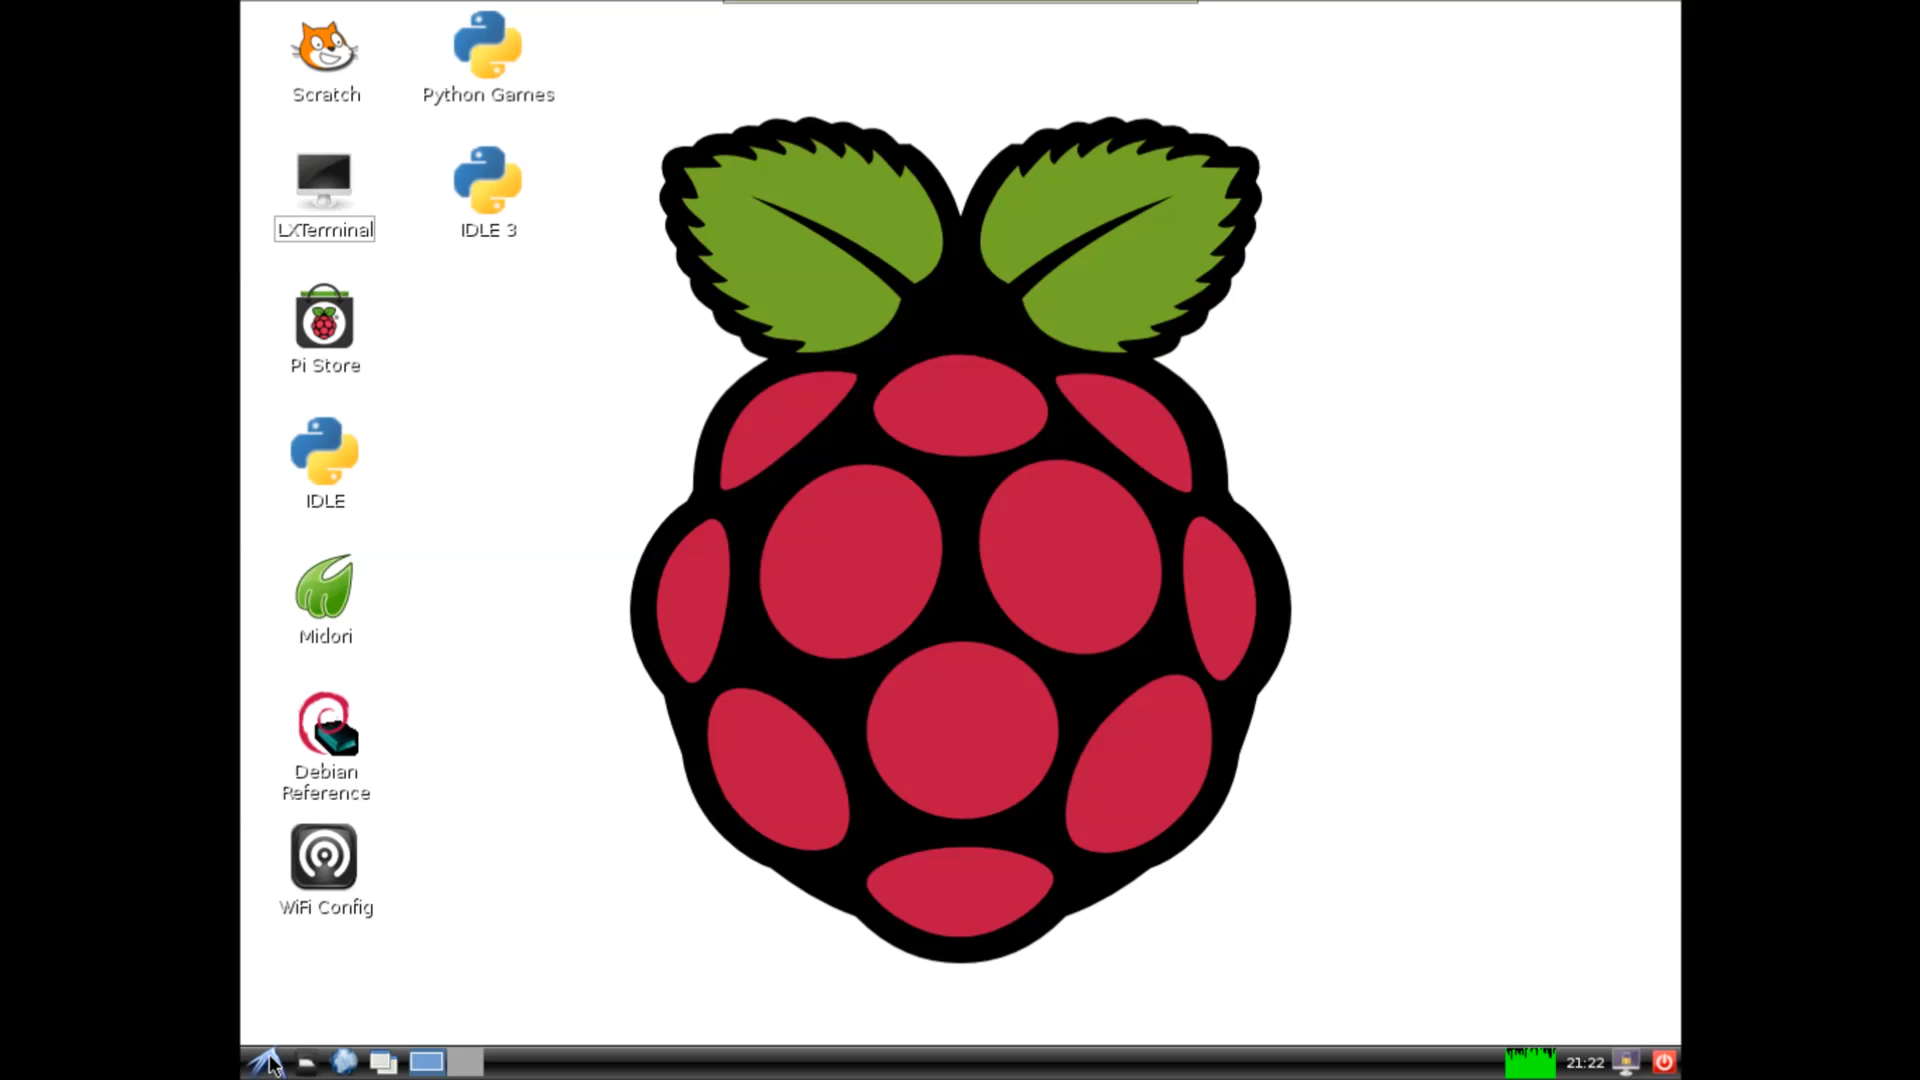 Scratch
Python Games
LXTerminal
IDLE 3
Pi Store
IDLE
Midori
Debian
Reference
WiFi Config
21:22